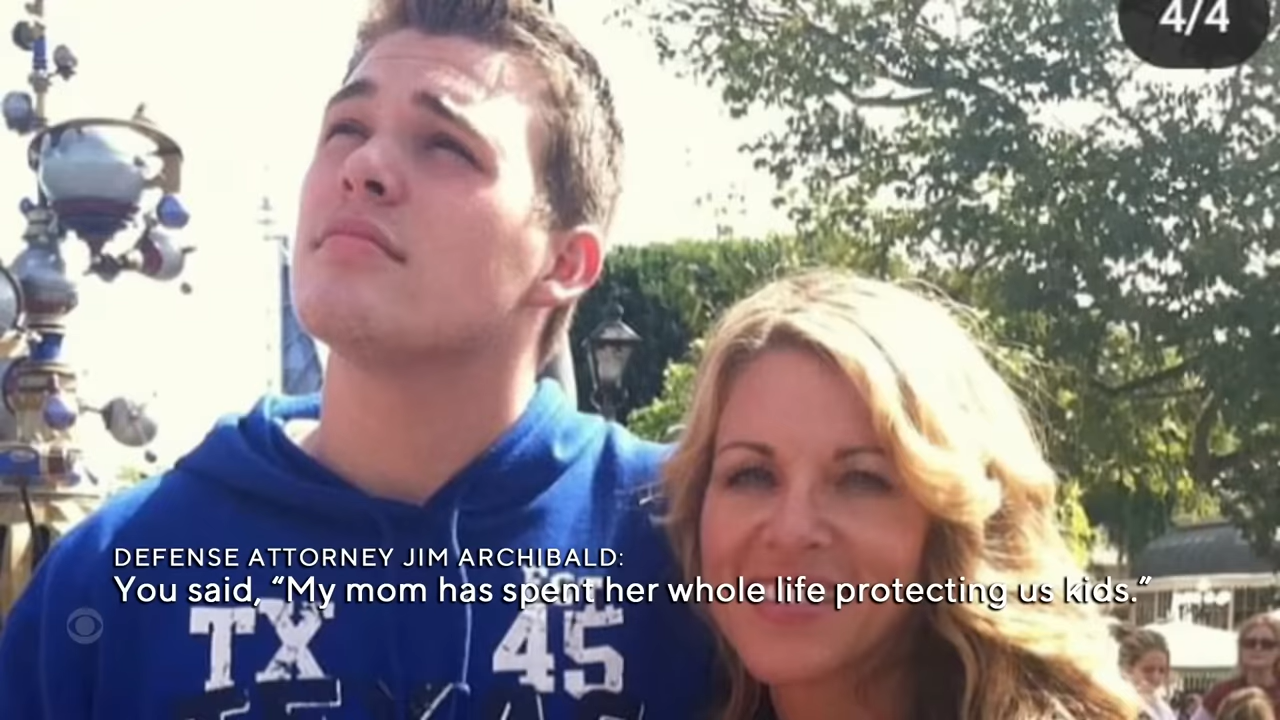 4/4
DEFENSE ATTORNEY JIM ARCHIBALD:
You said, “My mom has spent her whole life protecting us kids.”
TX 45